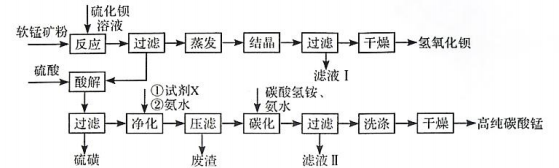 硫化钡
溶液
软锰矿粉 反应 过滤 蒸发 结晶 过滤 干燥 氢氧化钡
滤液Ⅰ
硫酸 酸解
①试剂X
②氨水
碳酸氢铵、
氨水
过滤 净化 压滤 碳化 过滤 洗涤 干燥 高纯碳酸锰
硫磺 废渣 滤液Ⅱ